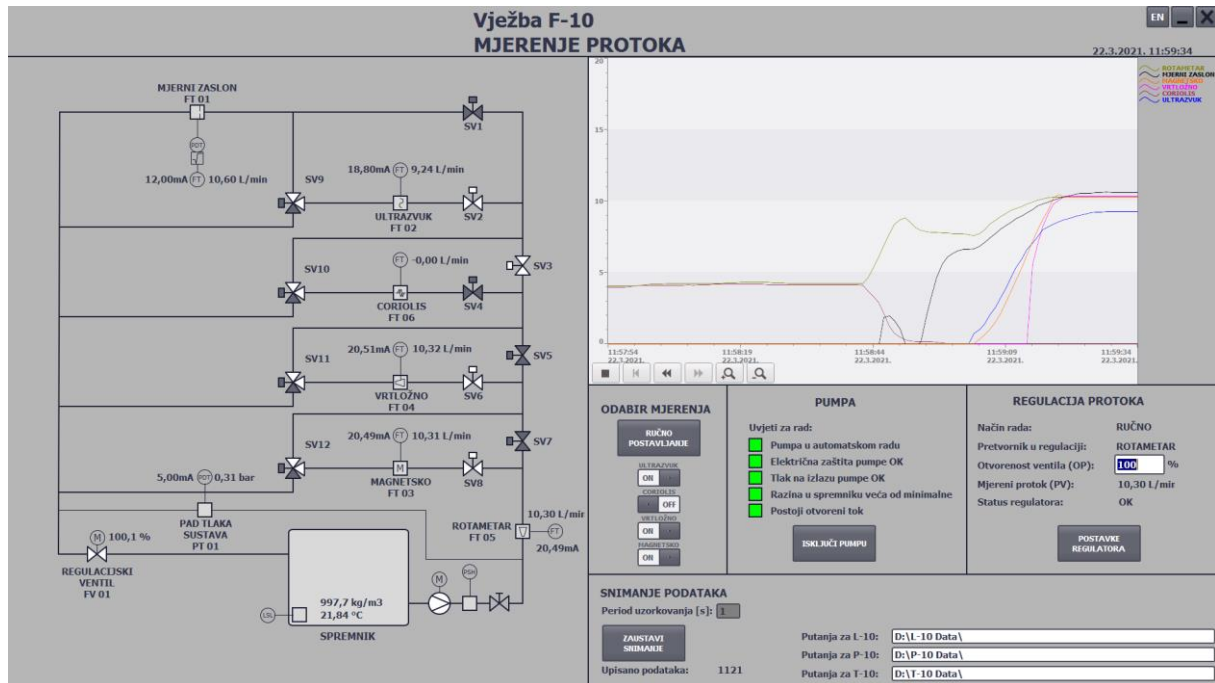 Vježba F-10
MJERENJE PROTOKA
EN
22.3.2021. 11:59:34
MJERNI ZASLON
FT 01
PDT
12,00mA FT 10,60 L/min
SV1
SV9
18,80mA FT 9,24 L/min
ULTRAZVUK
FT 02
SV2
SV3
SV10
FT -0,00 L/min
CORIOLIS
FT 06
SV4
SV11
20,51mA FT 10,32 L/min
VRTLOŽNO
FT 04
SV5
SV6
SV12
20,49mA FT 10,31 L/min
M
MAGNETSKO
FT 03
SV7
SV8
5,00mA PDT 0,31 bar
PAD TLAKA
SUSTAVA
PT 01
10,30 L/mir
ROTAMETAR
FT 05
FT
20,49mA
M 100,1 %
REGULACIJSKI
VENTIL
FV 01
LSL
997,7 kg/m3
21,84 °C
SPREMNIK
M
PSH
20
15
10
5
0
11:57:54
22.3.2021.
11:58:19
22.3.2021.
11:58:44
22.3.2021.
11:59:09
22.3.2021.
11:59:34
22.3.2021.
ROTAMETAR
MJERNI ZASLON
MAGNETSKO
VRTLOŽNO
CORIOLIS
ULTRAZVUK
ODABIR MJERENJA
RUČNO
POSTAVLJANJE
ULTRAZVUK
ON
CORIOLIS
OFF
VRTLOŽNO
ON
MAGNETSKO
ON
PUMPA
Uvjeti za rad:
Pumpa u automatskom radu
Električna zaštita pumpe OK
Tlak na izlazu pumpe OK
Razina u spremniku veća od minimalne
Postoji otvoreni tok
ISKLJUČI PUMPU
REGULACIJA PROTOKA
Način rada: RUČNO
Pretvornik u regulaciji: ROTAMETAR
Otvorenost ventila (OP): 100 %
Mjereni protok (PV): 10,30 L/min
Status regulatora: OK
POSTAVKE
REGULATORA
SNIMANJE PODATAKA
Period uzorkovanja [s]: 1
ZAUSTAVI
SNIMANJE
Upisano podataka: 1121
Putanja za L-10: D:\L-10 Data\
Putanja za P-10: D:\P-10 Data\
Putanja za T-10: D:\T-10 Data\